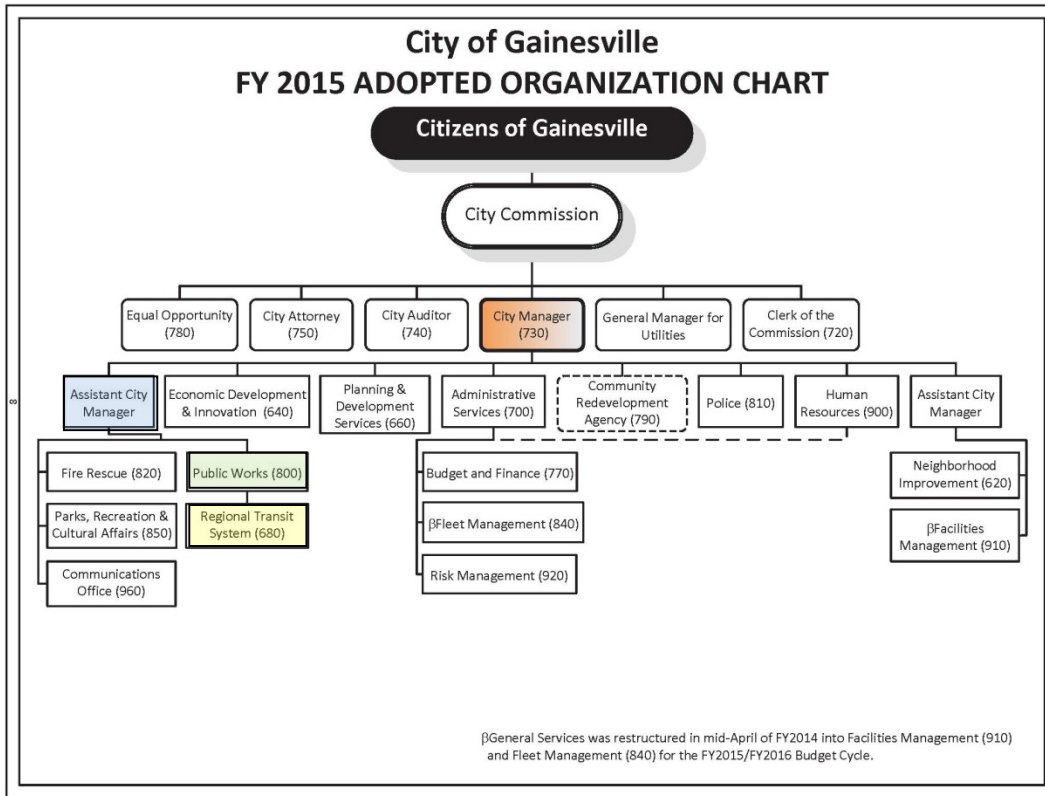 City of Gainesville
FY 2015 ADOPTED ORGANIZATION CHART
Citizens of Gainesville
City Commission
Equal Opportunity
(780)
City Attorney
(750)
City Auditor
(740)
City Manager
(730)
General Manager for
Utilities
Clerk of the
Commission (720)
Assistant City
Manager
Economic Development
& Innovation (640)
Planning &
Development
Services (660)
Administrative
Services (700)
Community
Redevelopment
Agency (790)
Police (810)
Human
Resources (900)
Assistant City
Manager
Fire Rescue (820)
Public Works (800)
Parks, Recreation &
Cultural Affairs (850)
Regional Transit
System (680)
Communications
Office (960)
Budget and Finance (770)
βFleet Management (840)
Risk Management (920)
Neighborhood
Improvement (620)
βFacilities
Management (910)
8
βGeneral Services was restructured in mid-April of FY2014 into Facilities Management (910)
and Fleet Management (840) for the FY2015/FY2016 Budget Cycle.